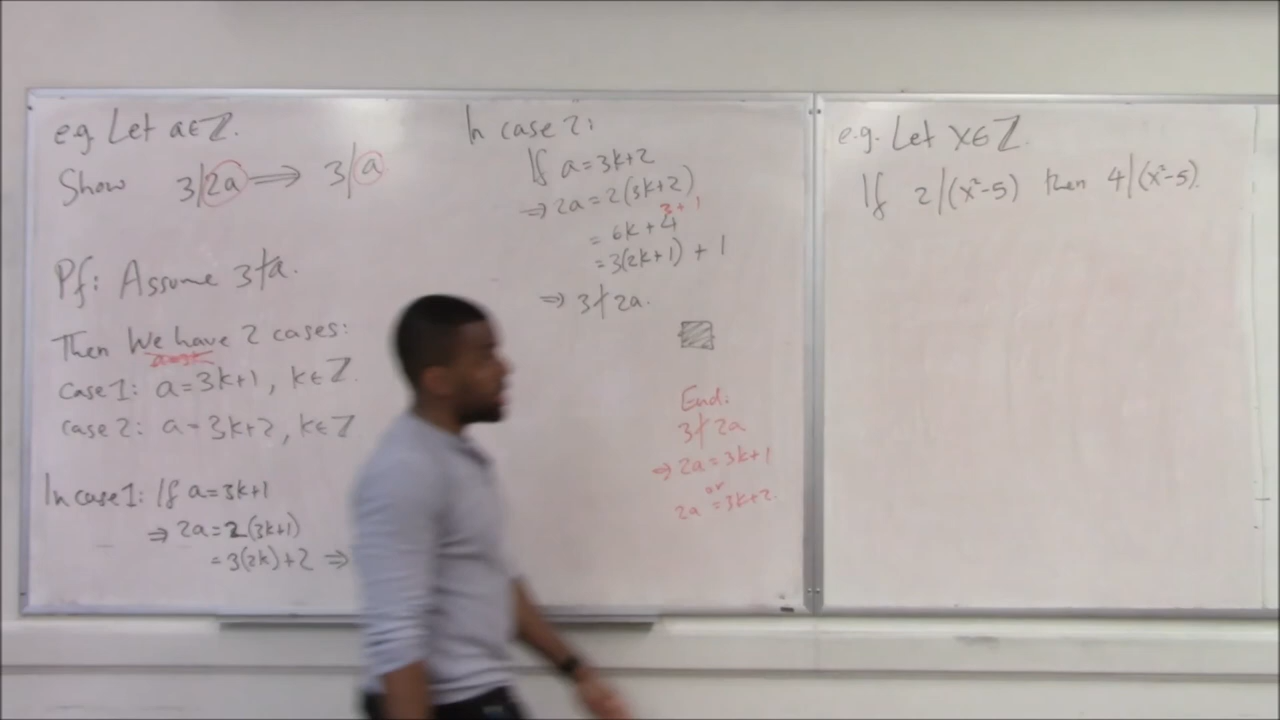 e.g. Let a∈ℤ.
Show 3|2a ⟹ 3|a
Pf: Assume 3∤a.
Then We have 2 cases:
case 1: a=3k+1, k∈ℤ.
case 2: a=3k+2, k∈ℤ
In case 1: If a=3k+1
⇒ 2a=2(3k+1)
=3(2k)+2 ⇒
In case 2:
If a=3k+2
⇒ 2a=2(3k+2)
3+1
=6k+4
=3(2k+1)+1
⇒ 3∤2a.
End:
3∤2a
⇒ 2a=3k+1
or
2a=3k+2.
e.g. Let x∈ℤ.
If 2|(x²-5) then 4|(x²-5).